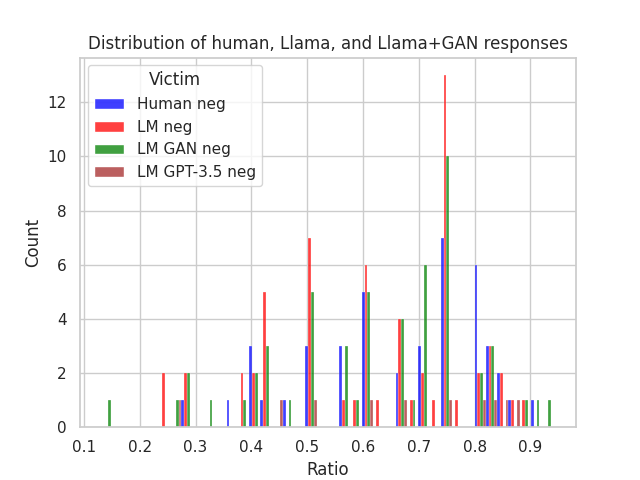 Distribution of human, Llama, and Llama+GAN responses
Victim
Human neg
LM neg
LM GAN neg
LM GPT-3.5 neg
Count
12
10
8
6
4
2
0
0.1 0.2 0.3 0.4 0.5 0.6 0.7 0.8 0.9
Ratio